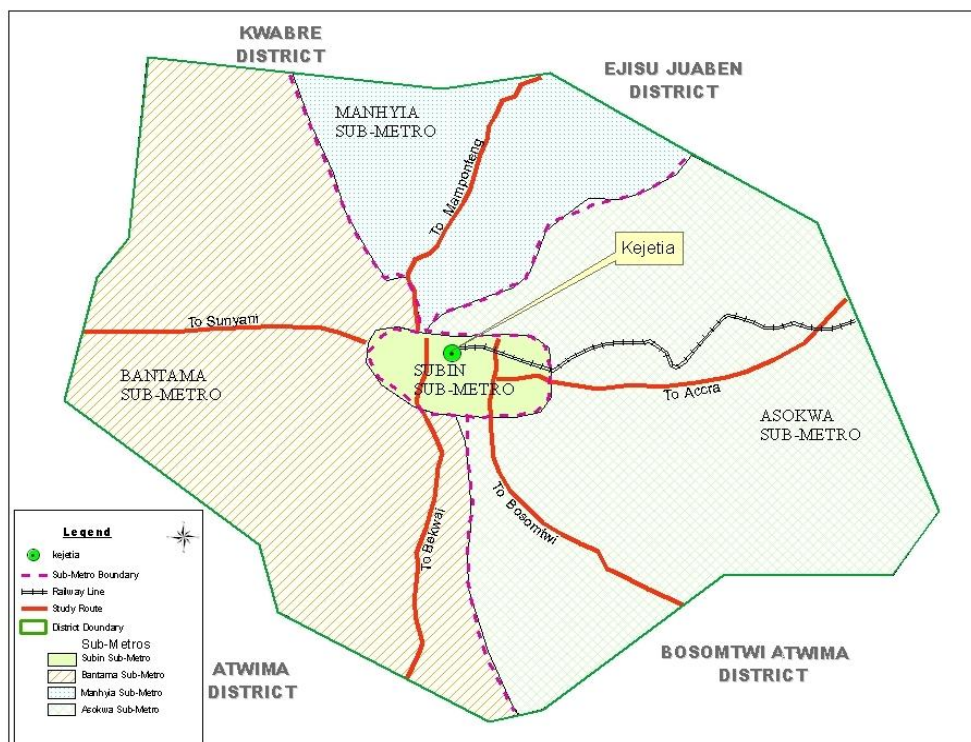 KWABRE
DISTRICT
EJISU JUABEN
DISTRICT
MANHYIA
SUB-METRO
To Mamponteng
Kejetia
To Sunyani
SUBIN
SUB-METRO
BANTAMA
SUB-METRO
To Accra
ASOKWA
SUB-METRO
To Bosomtwi
To Bekwai
Legend
kejetia
Sub-Metro Boundary
Railway Line
Study Route
District Boundary
Sub-Metros
Subin Sub-Metro
Bantama Sub-Metro
Manhyia Sub-Metro
Asokwa Sub-Metro
ATWIMA
DISTRICT
BOSOMTWI ATWIMA
DISTRICT